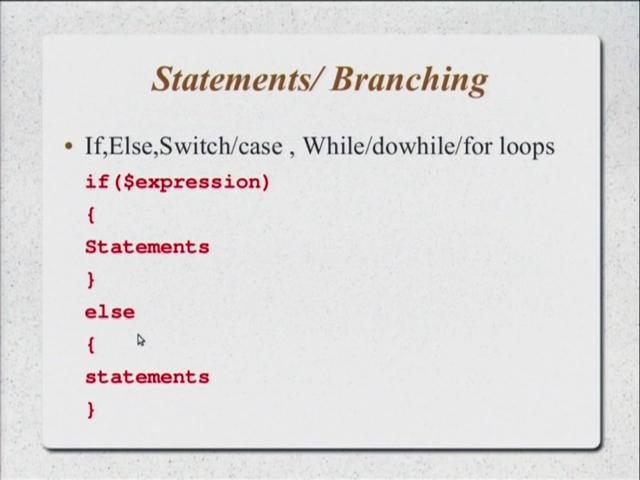 Statements/ Branching
• If,Else,Switch/case , While/dowhile/for loops
if($expression)
{
Statements
}
else
{
statements
}